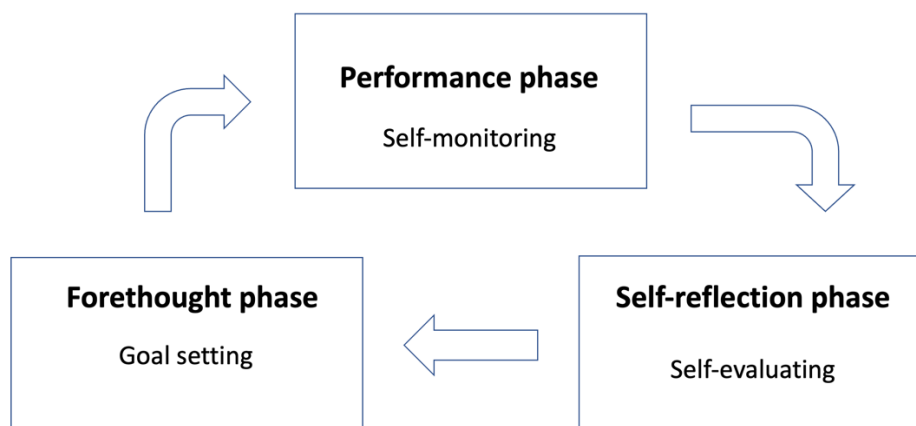 Performance phase
Self-monitoring
Forethought phase
Goal setting
Self-reflection phase
Self-evaluating